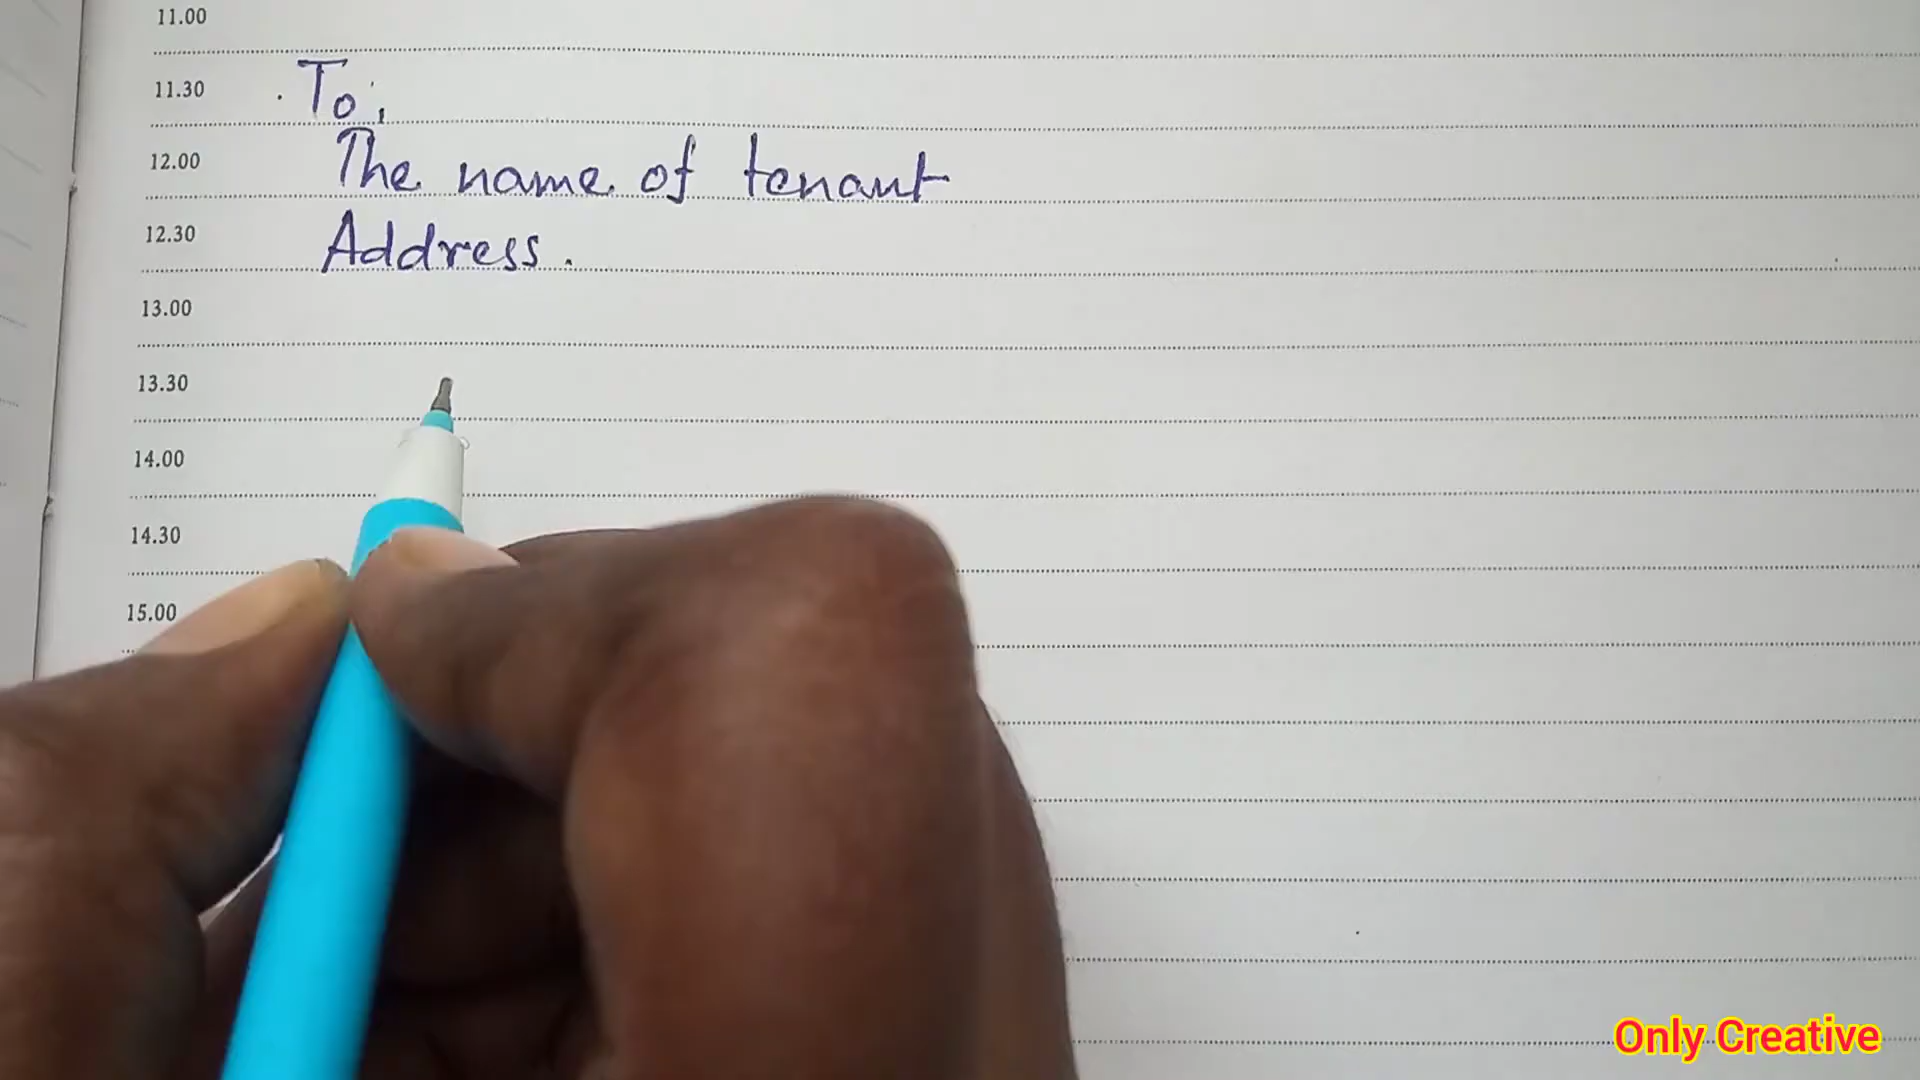 11.00
11.30 To,
12.00 The name of tenant
12.30 Address.
13.00
13.30
14.00
14.30
15.00
Only Creative